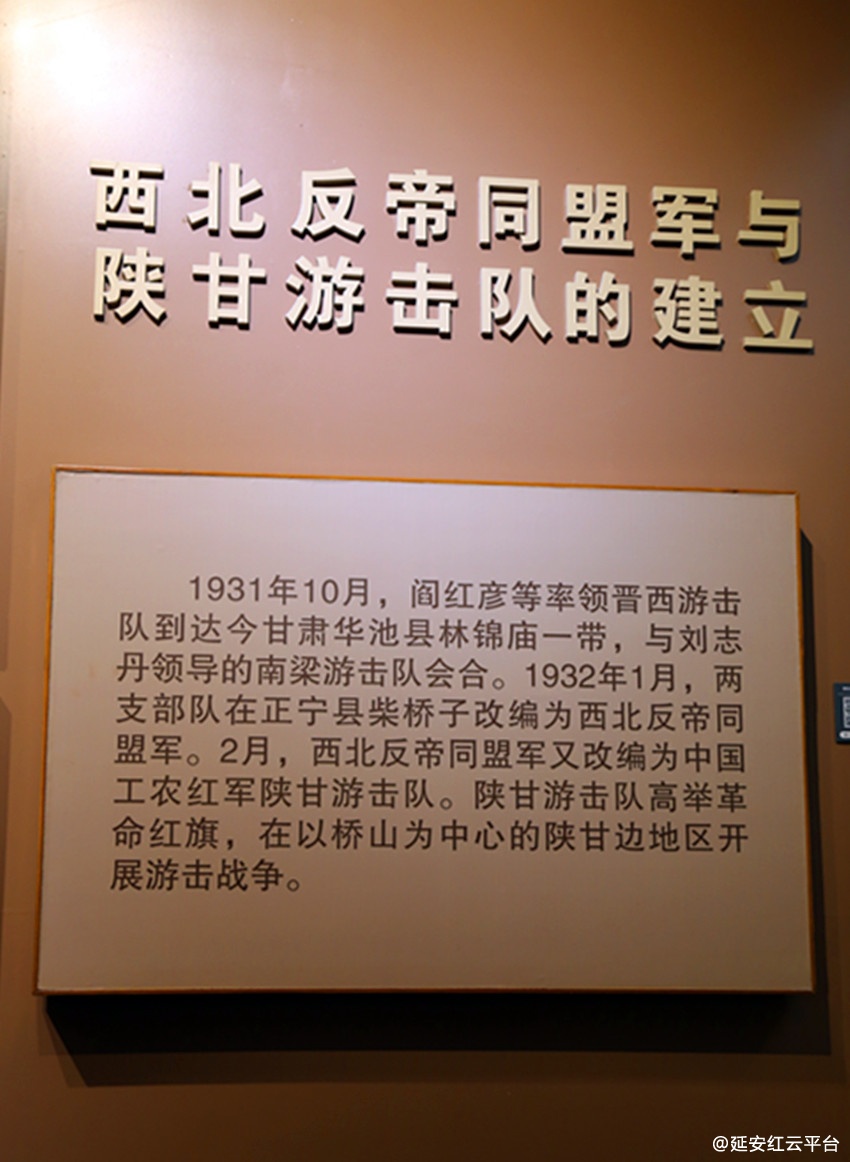 西北反帝同盟军与
陕甘游击队的建立
1931年10月，阎红彦等率领晋西游击
队到达今甘肃华池县林锦庙一带，与刘志
丹领导的南梁游击队会合。1932年1月，两
支部队在正宁县柴桥子改编为西北反帝同
盟军。2月，西北反帝同盟军又改编为中国
工农红军陕甘游击队。陕甘游击队高举革
命红旗，在以桥山为中心的陕甘边地区开
展游击战争。
@延安红云平台